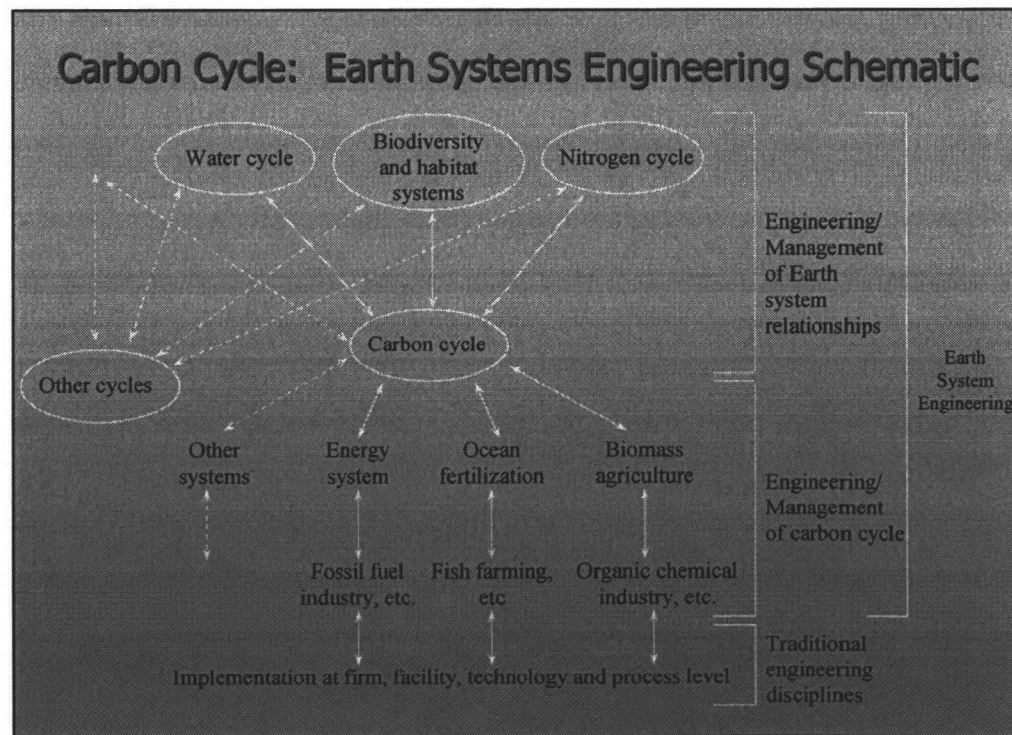 Carbon Cycle: Earth Systems Engineering Schematic
Water cycle
Biodiversity
and habitat
systems
Nitrogen cycle
Engineering/
Management
of Earth
system
relationships
Carbon cycle
Other cycles
Earth
System
Engineering
Other
systems
Energy
system
Ocean
fertilization
Biomass
agriculture
Engineering/
Management
of carbon cycle
Fossil fuel
industry, etc.
Fish farming,
etc
Organic chemical
industry, etc.
Implementation at firm, facility, technology and process level
Traditional
engineering
disciplines